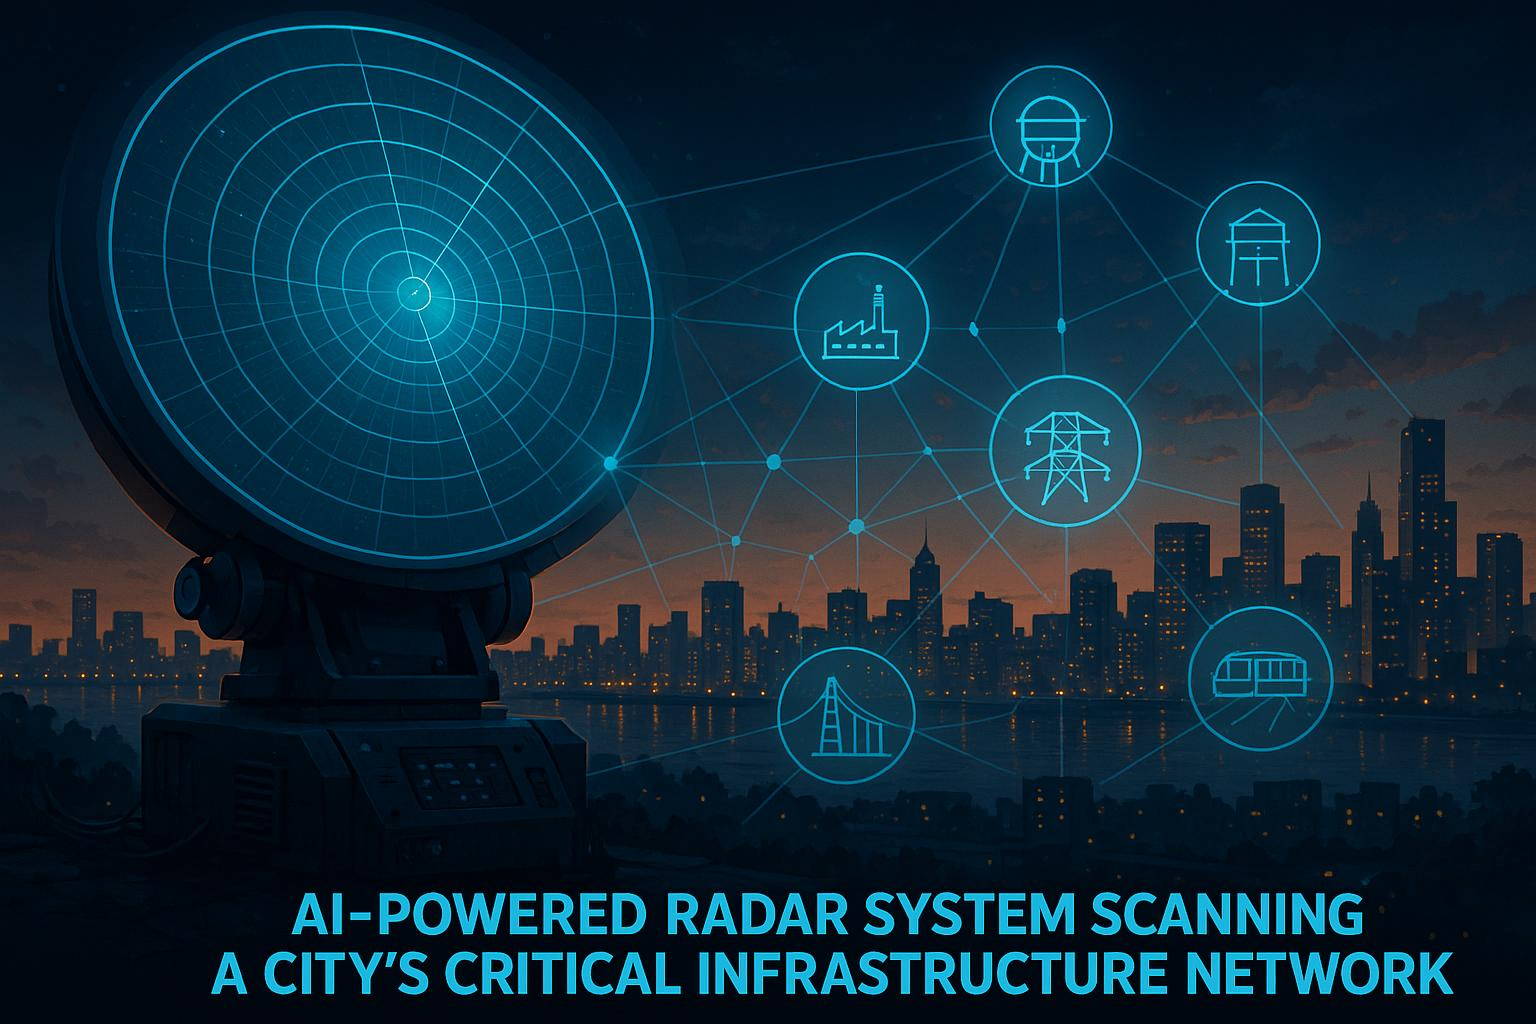 AI-POWERED RADAR SYSTEM SCANNING
A CITY'S CRITICAL INFRASTRUCTURE NETWORK